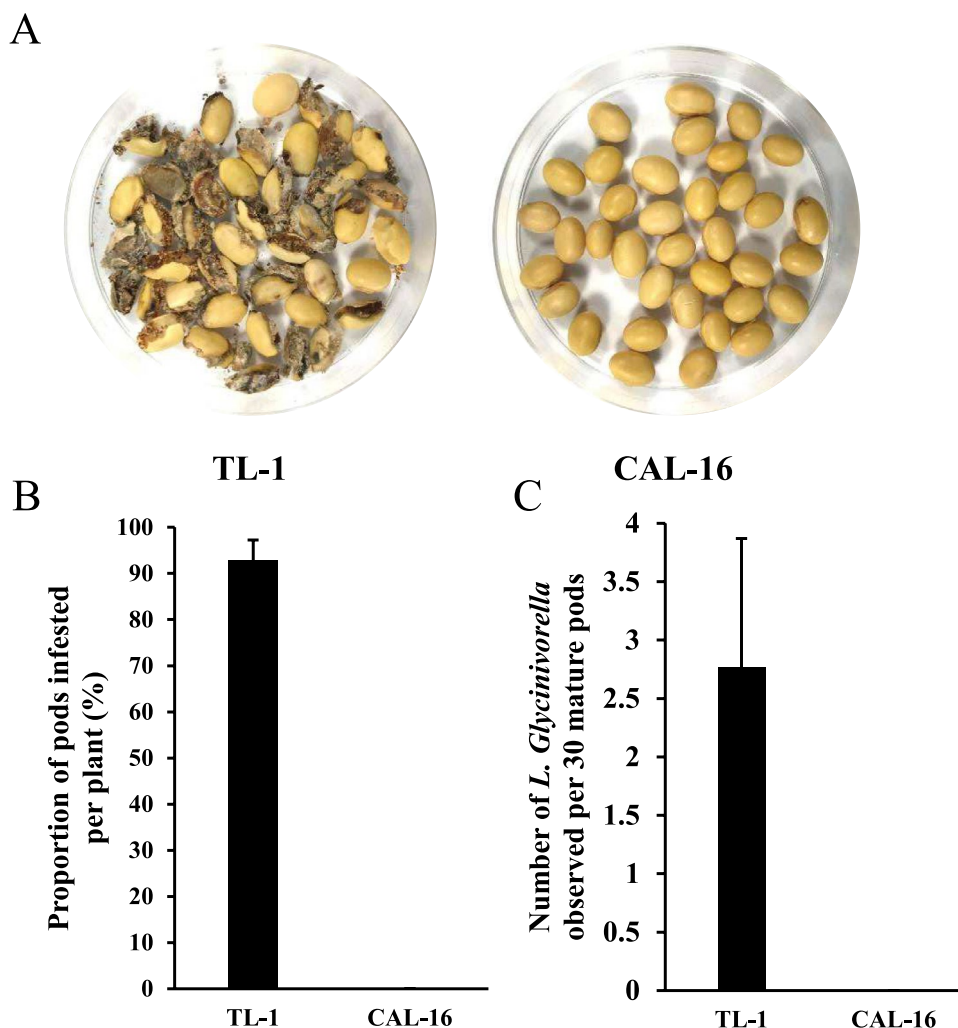 A
TL-1
CAL-16
B
Proportion of pods infested
per plant (%)
100
90
80
70
60
50
40
30
20
10
0
TL-1
CAL-16
C
Number of L. Glycinivorella
observed per 30 mature pods
4
3.5
3
2.5
2
1.5
1
0.5
0
TL-1
CAL-16